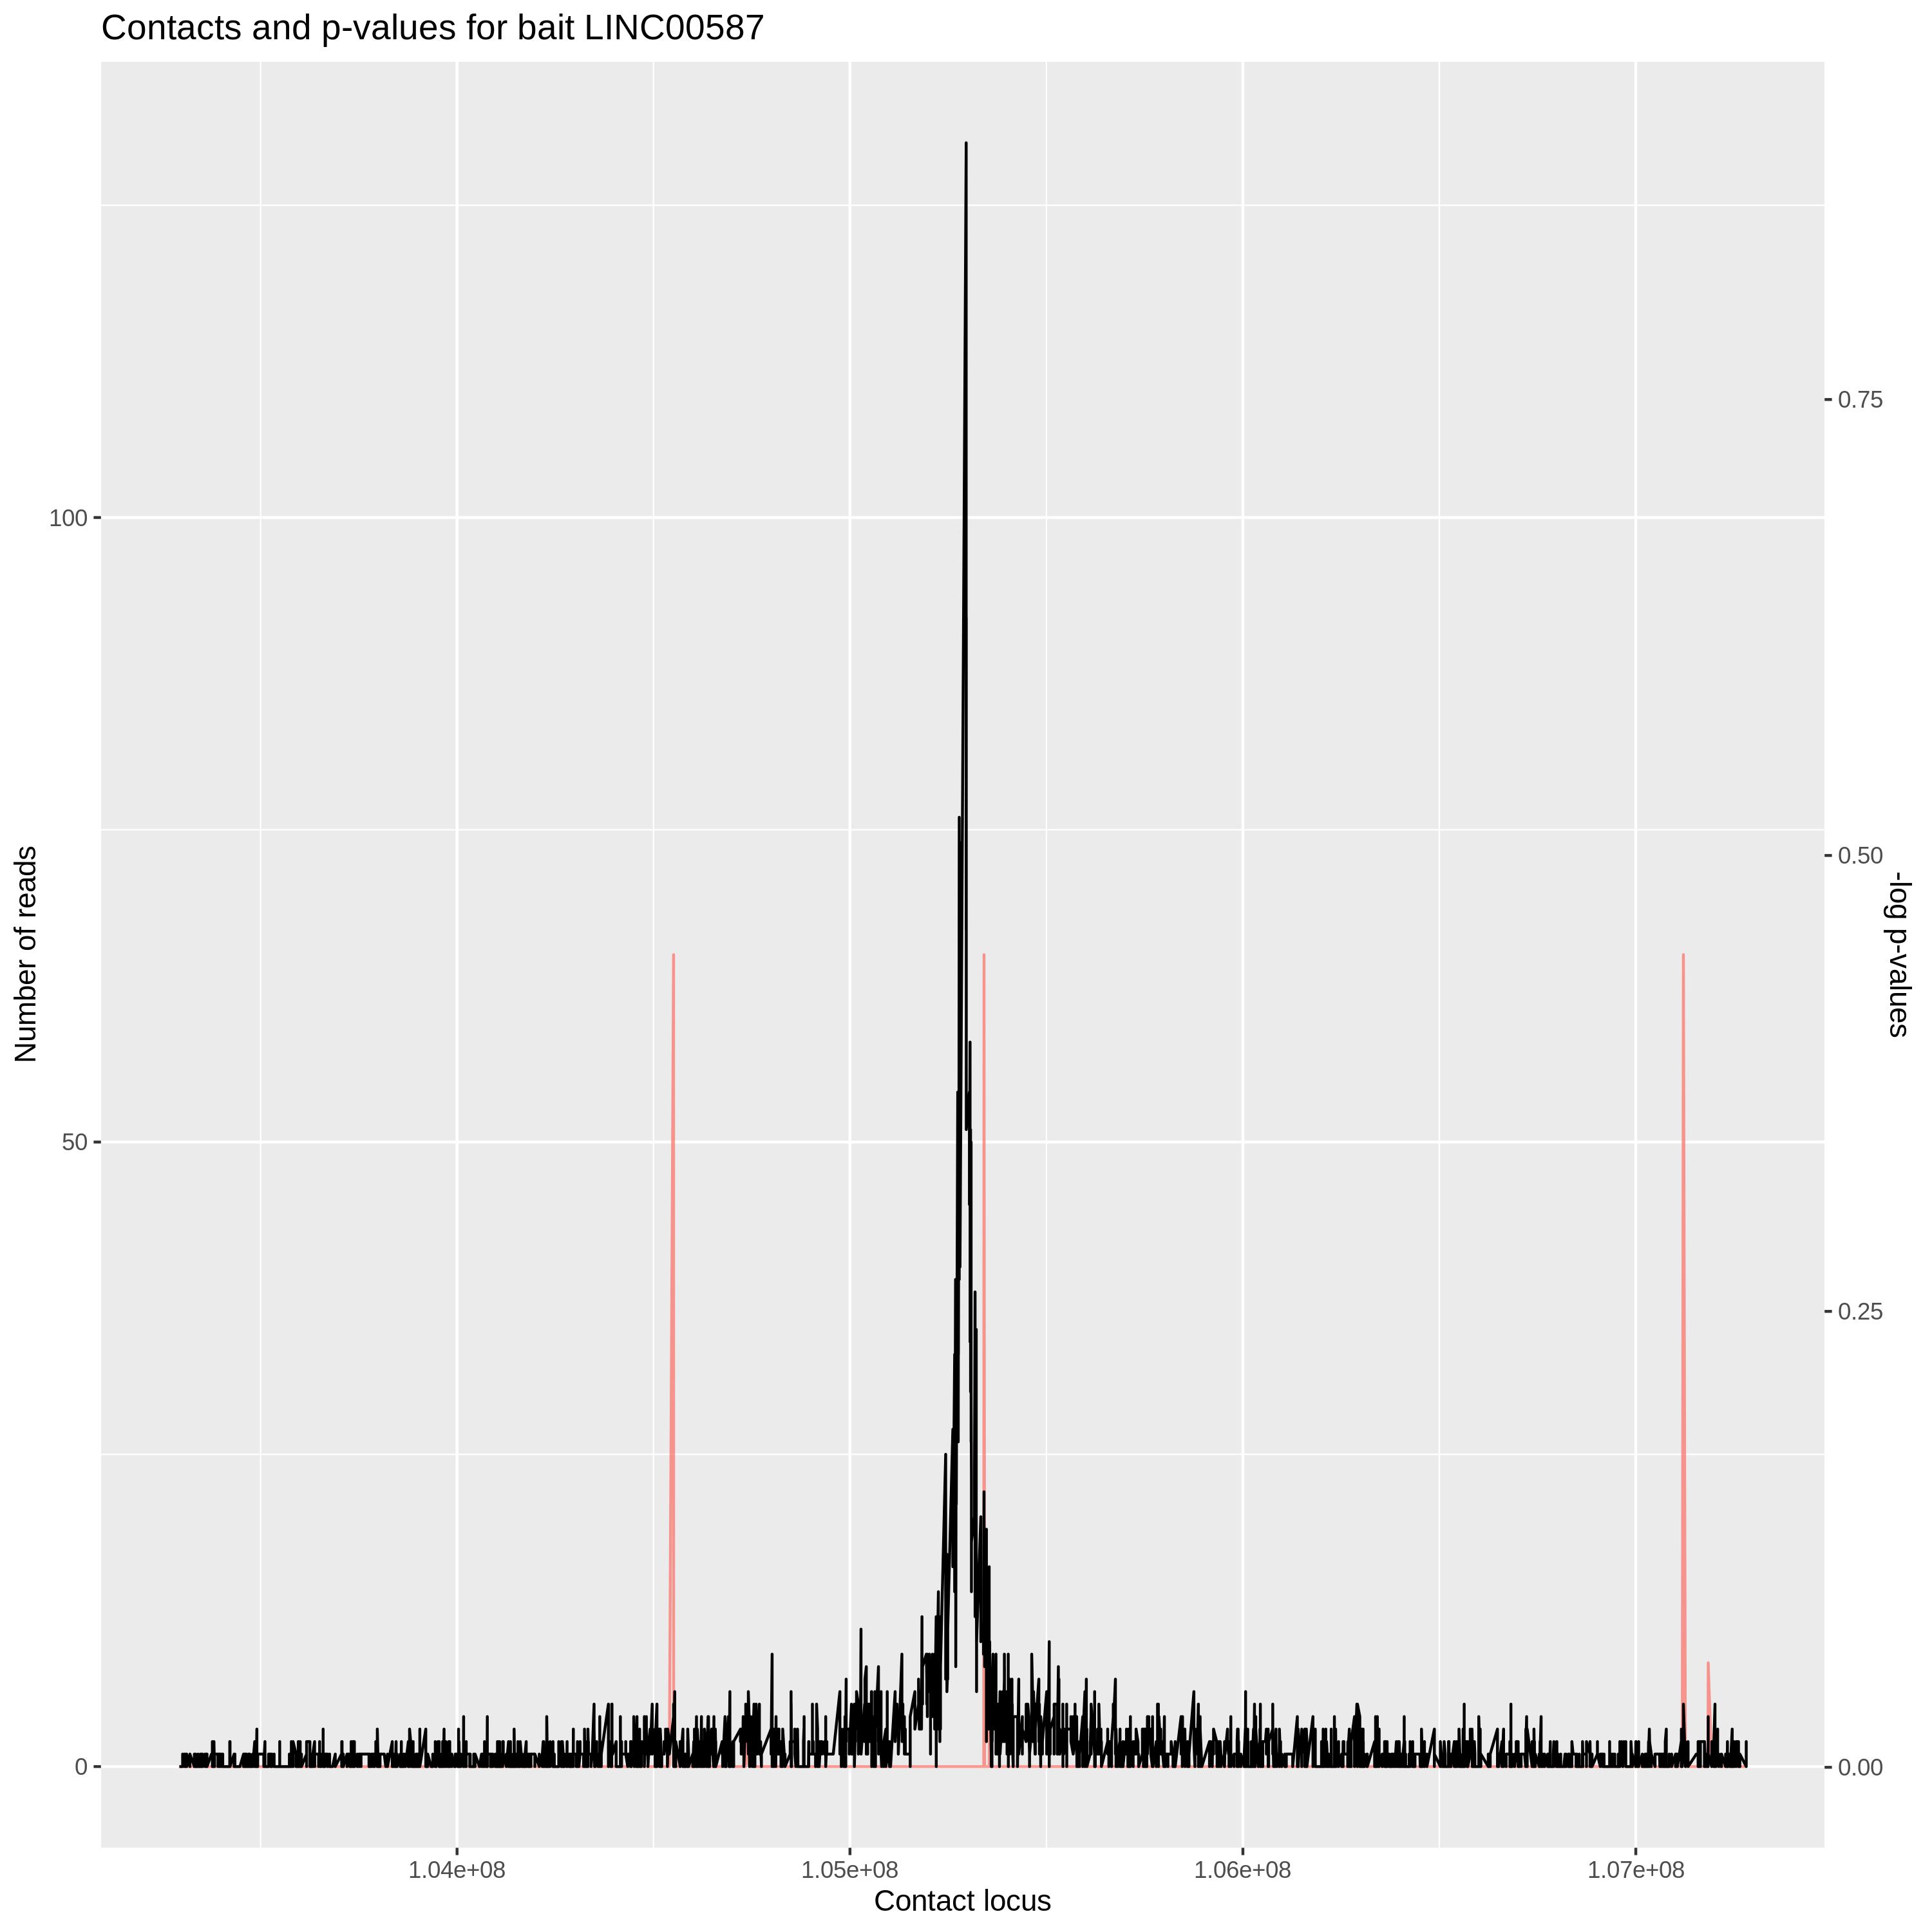 Contacts and p-values for bait LINC00587
Number of reads
100
50
0
0.75
0.50
0.25
0.00
-log p-values
1.04e+08
1.05e+08
1.06e+08
1.07e+08
Contact locus